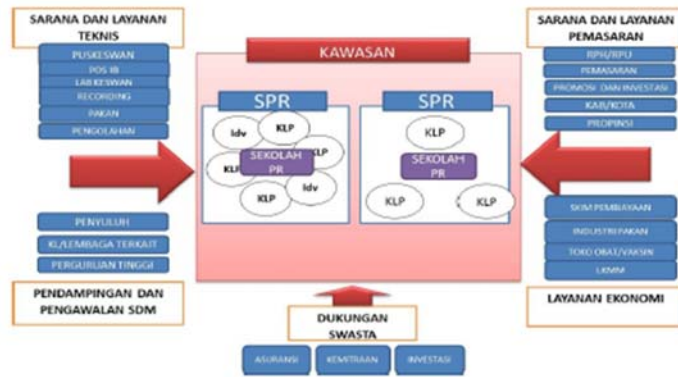 SARANA DAN LAYANAN
TEKNIS
PUSKESWAN
POS IB
LAB KESWAN
RECORDING
PAKAN
PENGOLAHAN
PENYULUH
KL/LEMBAGA TERKAIT
PERGURUAN TINGGI
PENDAMPINGAN DAN
PENGAWALAN SDM
KAWASAN
SPR
Idv
KLP
KLP
SEKOLAH
PR
KLP
Idv
KLP
SPR
KLP
SEKOLAH
PR
KLP
KLP
DUKUNGAN
SWASTA
ASURANSI
KEMITRAAN
INVESTASI
SARANA DAN LAYANAN
PEMASARAN
RPH/RPU
PEMASARAN
PROMOSI DAN INVESTASI
KAB/KOTA
PROPINSI
SKIM PEMBIAYAAN
INDUSTRI PAKAN
TOKO OBAT/VAKSIN
LKMM
LAYANAN EKONOMI